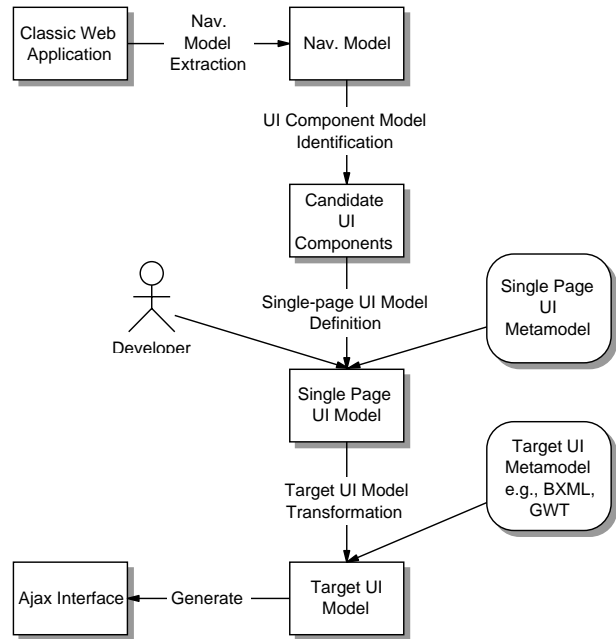 Classic Web
Application
Nav.
Model
Extraction
Nav. Model
UI Component Model
Identification
Candidate
UI
Components
Single-page UI Model
Definition
Developer
Single Page
UI
Metamodel
Single Page
UI Model
Target UI Model
Transformation
Target UI
Metamodel
e.g., BXML,
GWT
Ajax Interface
Generate
Target UI
Model